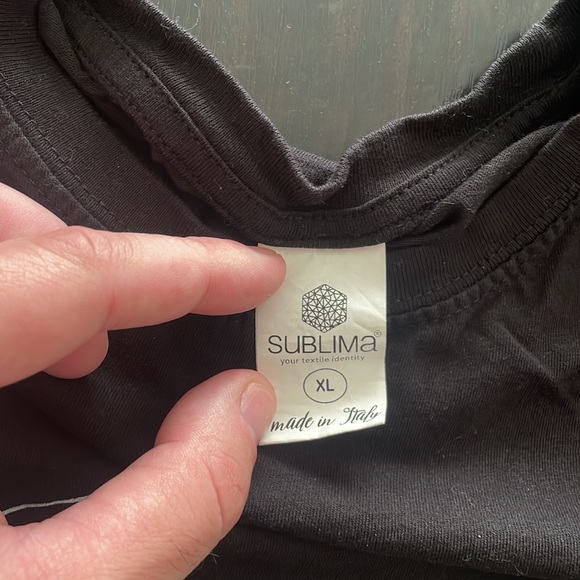 SUBLIMa®
your textile identity
XL
made in Italy